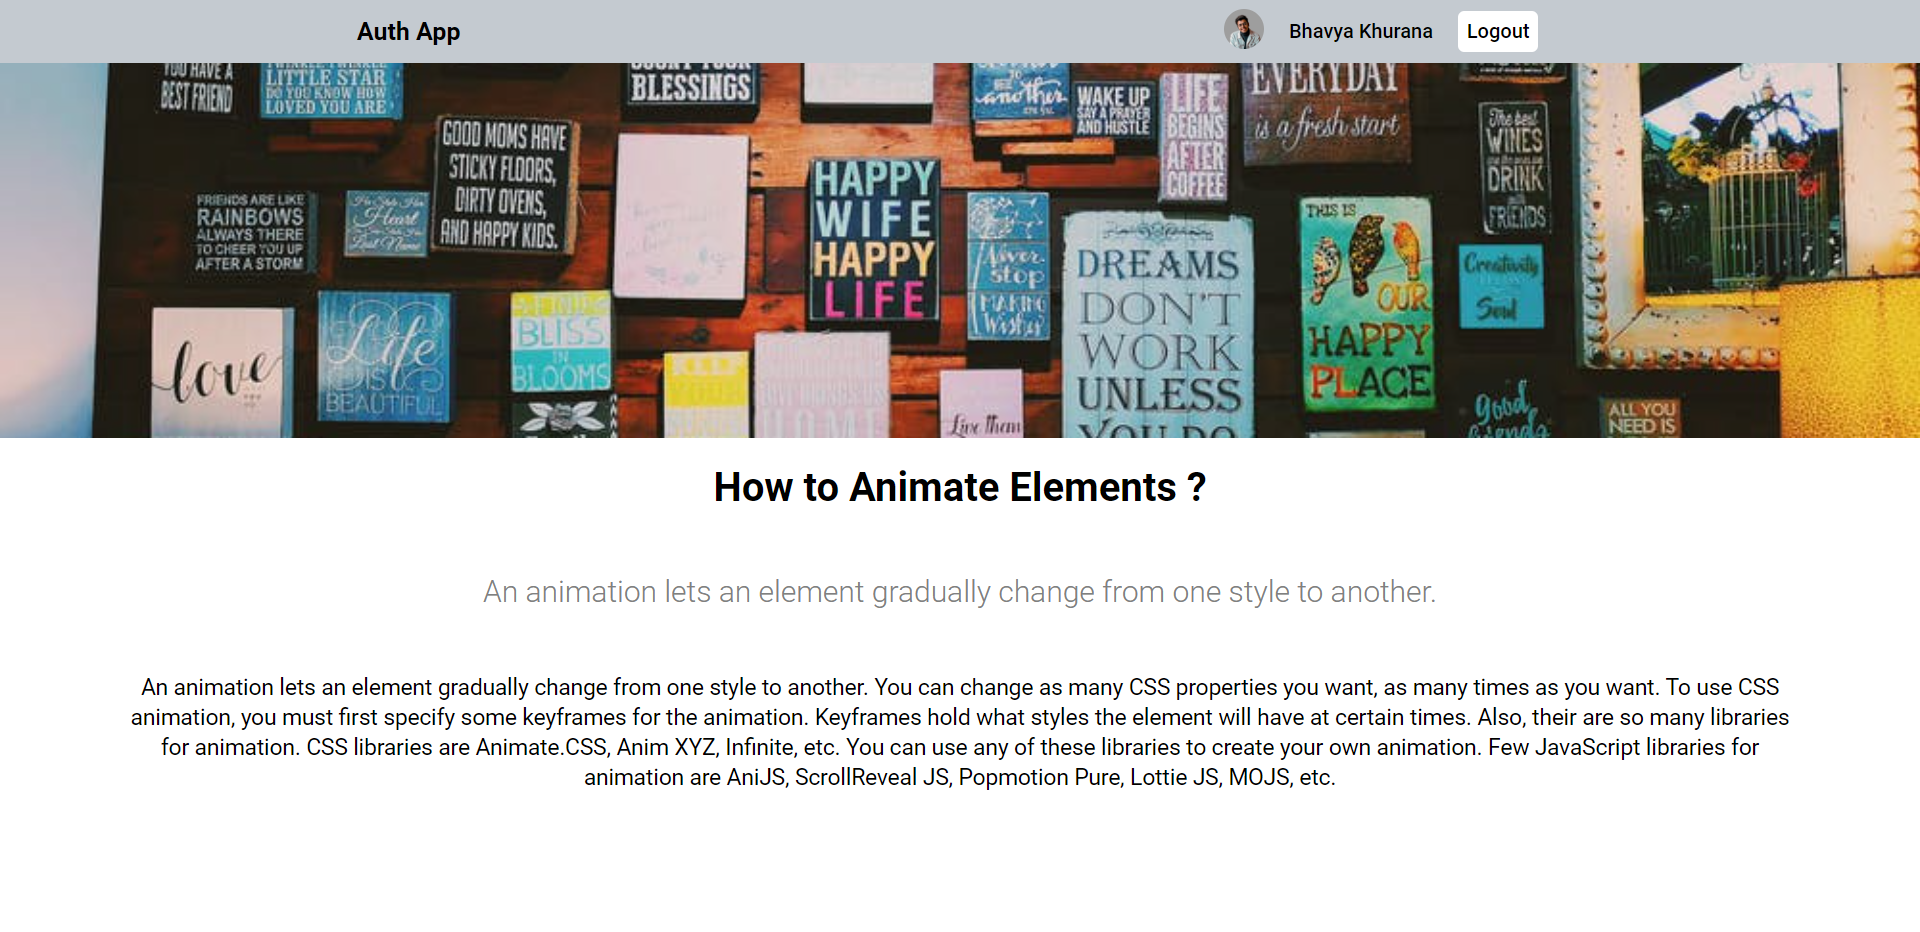 Auth App
Bhavya Khurana
Logout
YOU HAVE A
BEST FRIEND
LITTLE STAR
DO YOU KNOW HOW
LOVED YOU ARE
GOOD MOMS HAVE
STICKY FLOORS,
DIRTY OVENS,
AND HAPPY KIDS.
BLESSINGS
another
WAKE UP
SAY A PRAYER
AND HUSTLE
LIFE
BEGINS
AFTER
COFFEE
EVERYDAY
is a fresh start
The best
WINES
DRINK
with
FRIENDS
FRIENDS ARE LIKE
RAINBOWS
ALWAYS THERE
TO CHEER YOU UP
AFTER A STORM
Heart
Last Name
HAPPY
WIFE
HAPPY
LIFE
Never
stop
MAKING
Wishes
DREAMS
DON'T
WORK
UNLESS
YOU DO
THIS IS
OUR
HAPPY
PLACE
Creativity
Soul
love
Life
IS
BEAUTIFUL
BLISS
IN
BLOOMS
HOME
Live them
good
friends
ALL YOU
NEED IS
How to Animate Elements ?
An animation lets an element gradually change from one style to another.
An animation lets an element gradually change from one style to another. You can change as many CSS properties you want, as many times as you want. To use CSS
animation, you must first specify some keyframes for the animation. Keyframes hold what styles the element will have at certain times. Also, their are so many libraries
for animation. CSS libraries are Animate.CSS, Anim XYZ, Infinite, etc. You can use any of these libraries to create your own animation. Few JavaScript libraries for
animation are AniJS, ScrollReveal JS, Popmotion Pure, Lottie JS, MOJS, etc.